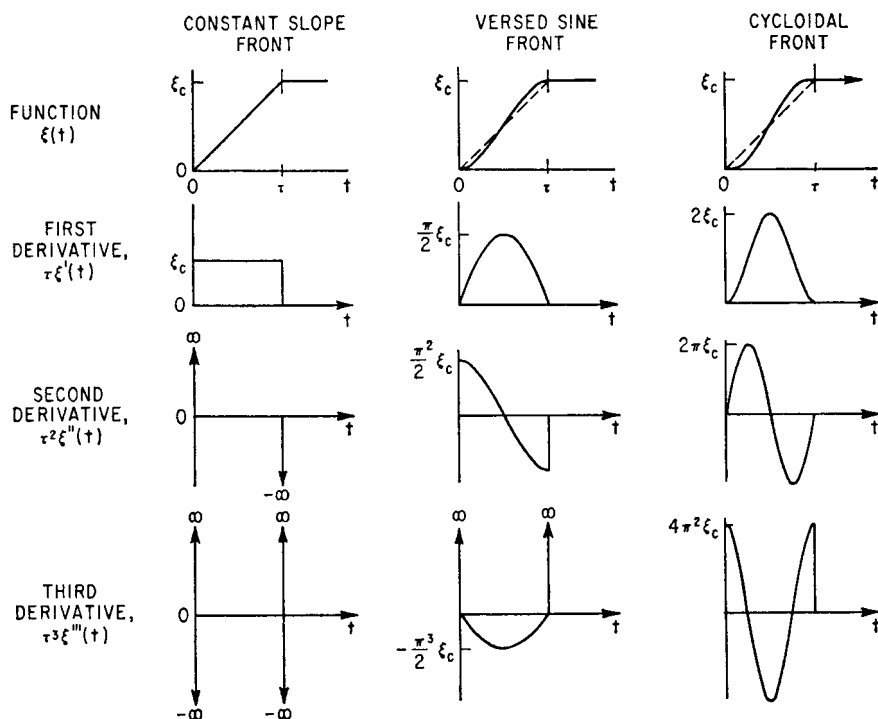 CONSTANT SLOPE
FRONT
VERSED SINE
FRONT
CYCLOIDAL
FRONT
FUNCTION
ξ(t)
ξc
0
0
τ
t
ξc
0
τ
t
ξc
0
τ
t
FIRST
DERIVATIVE,
τξ'(t)
ξc
0
t
π/2 ξc
t
2ξc
t
SECOND
DERIVATIVE,
τ²ξ''(t)
∞
0
t
-∞
π²/2 ξc
t
2πξc
t
THIRD
DERIVATIVE,
τ³ξ'''(t)
∞
∞
0
t
-∞
-∞
∞
∞
t
-π³/2 ξc
4π²ξc
t